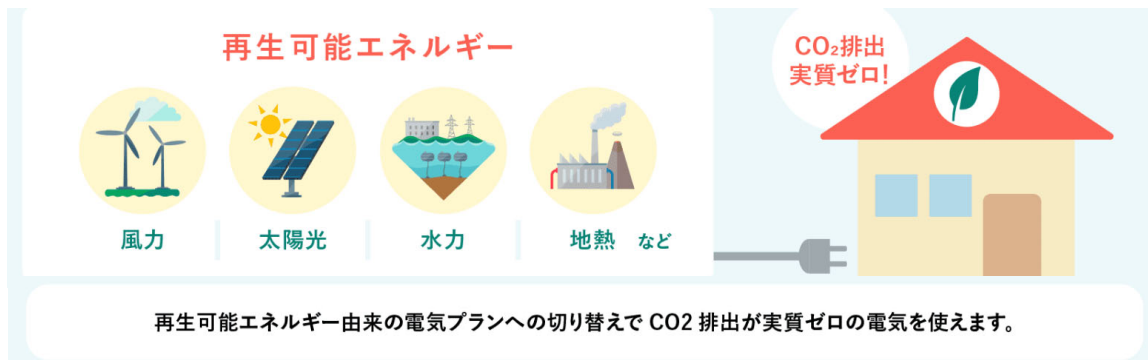 再生可能エネルギー
CO₂排出
実質ゼロ!
風力
太陽光
水力
地熱 など
再生可能エネルギー由来の電気プランへの切り替えで CO2 排出が実質ゼロの電気を使えます。